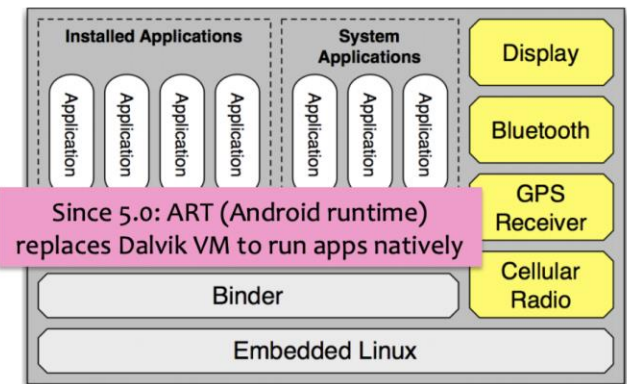 Installed Applications
System
Applications
Application
Application
Application
Application
Application
Application
Application
Since 5.0: ART (Android runtime)
replaces Dalvik VM to run apps natively
Binder
Embedded Linux
Display
Bluetooth
GPS
Receiver
Cellular
Radio